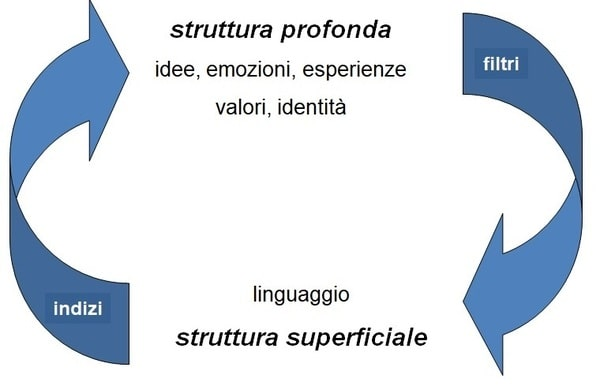 struttura profonda
idee, emozioni, esperienze
valori, identità
filtri
indizi
linguaggio
struttura superficiale